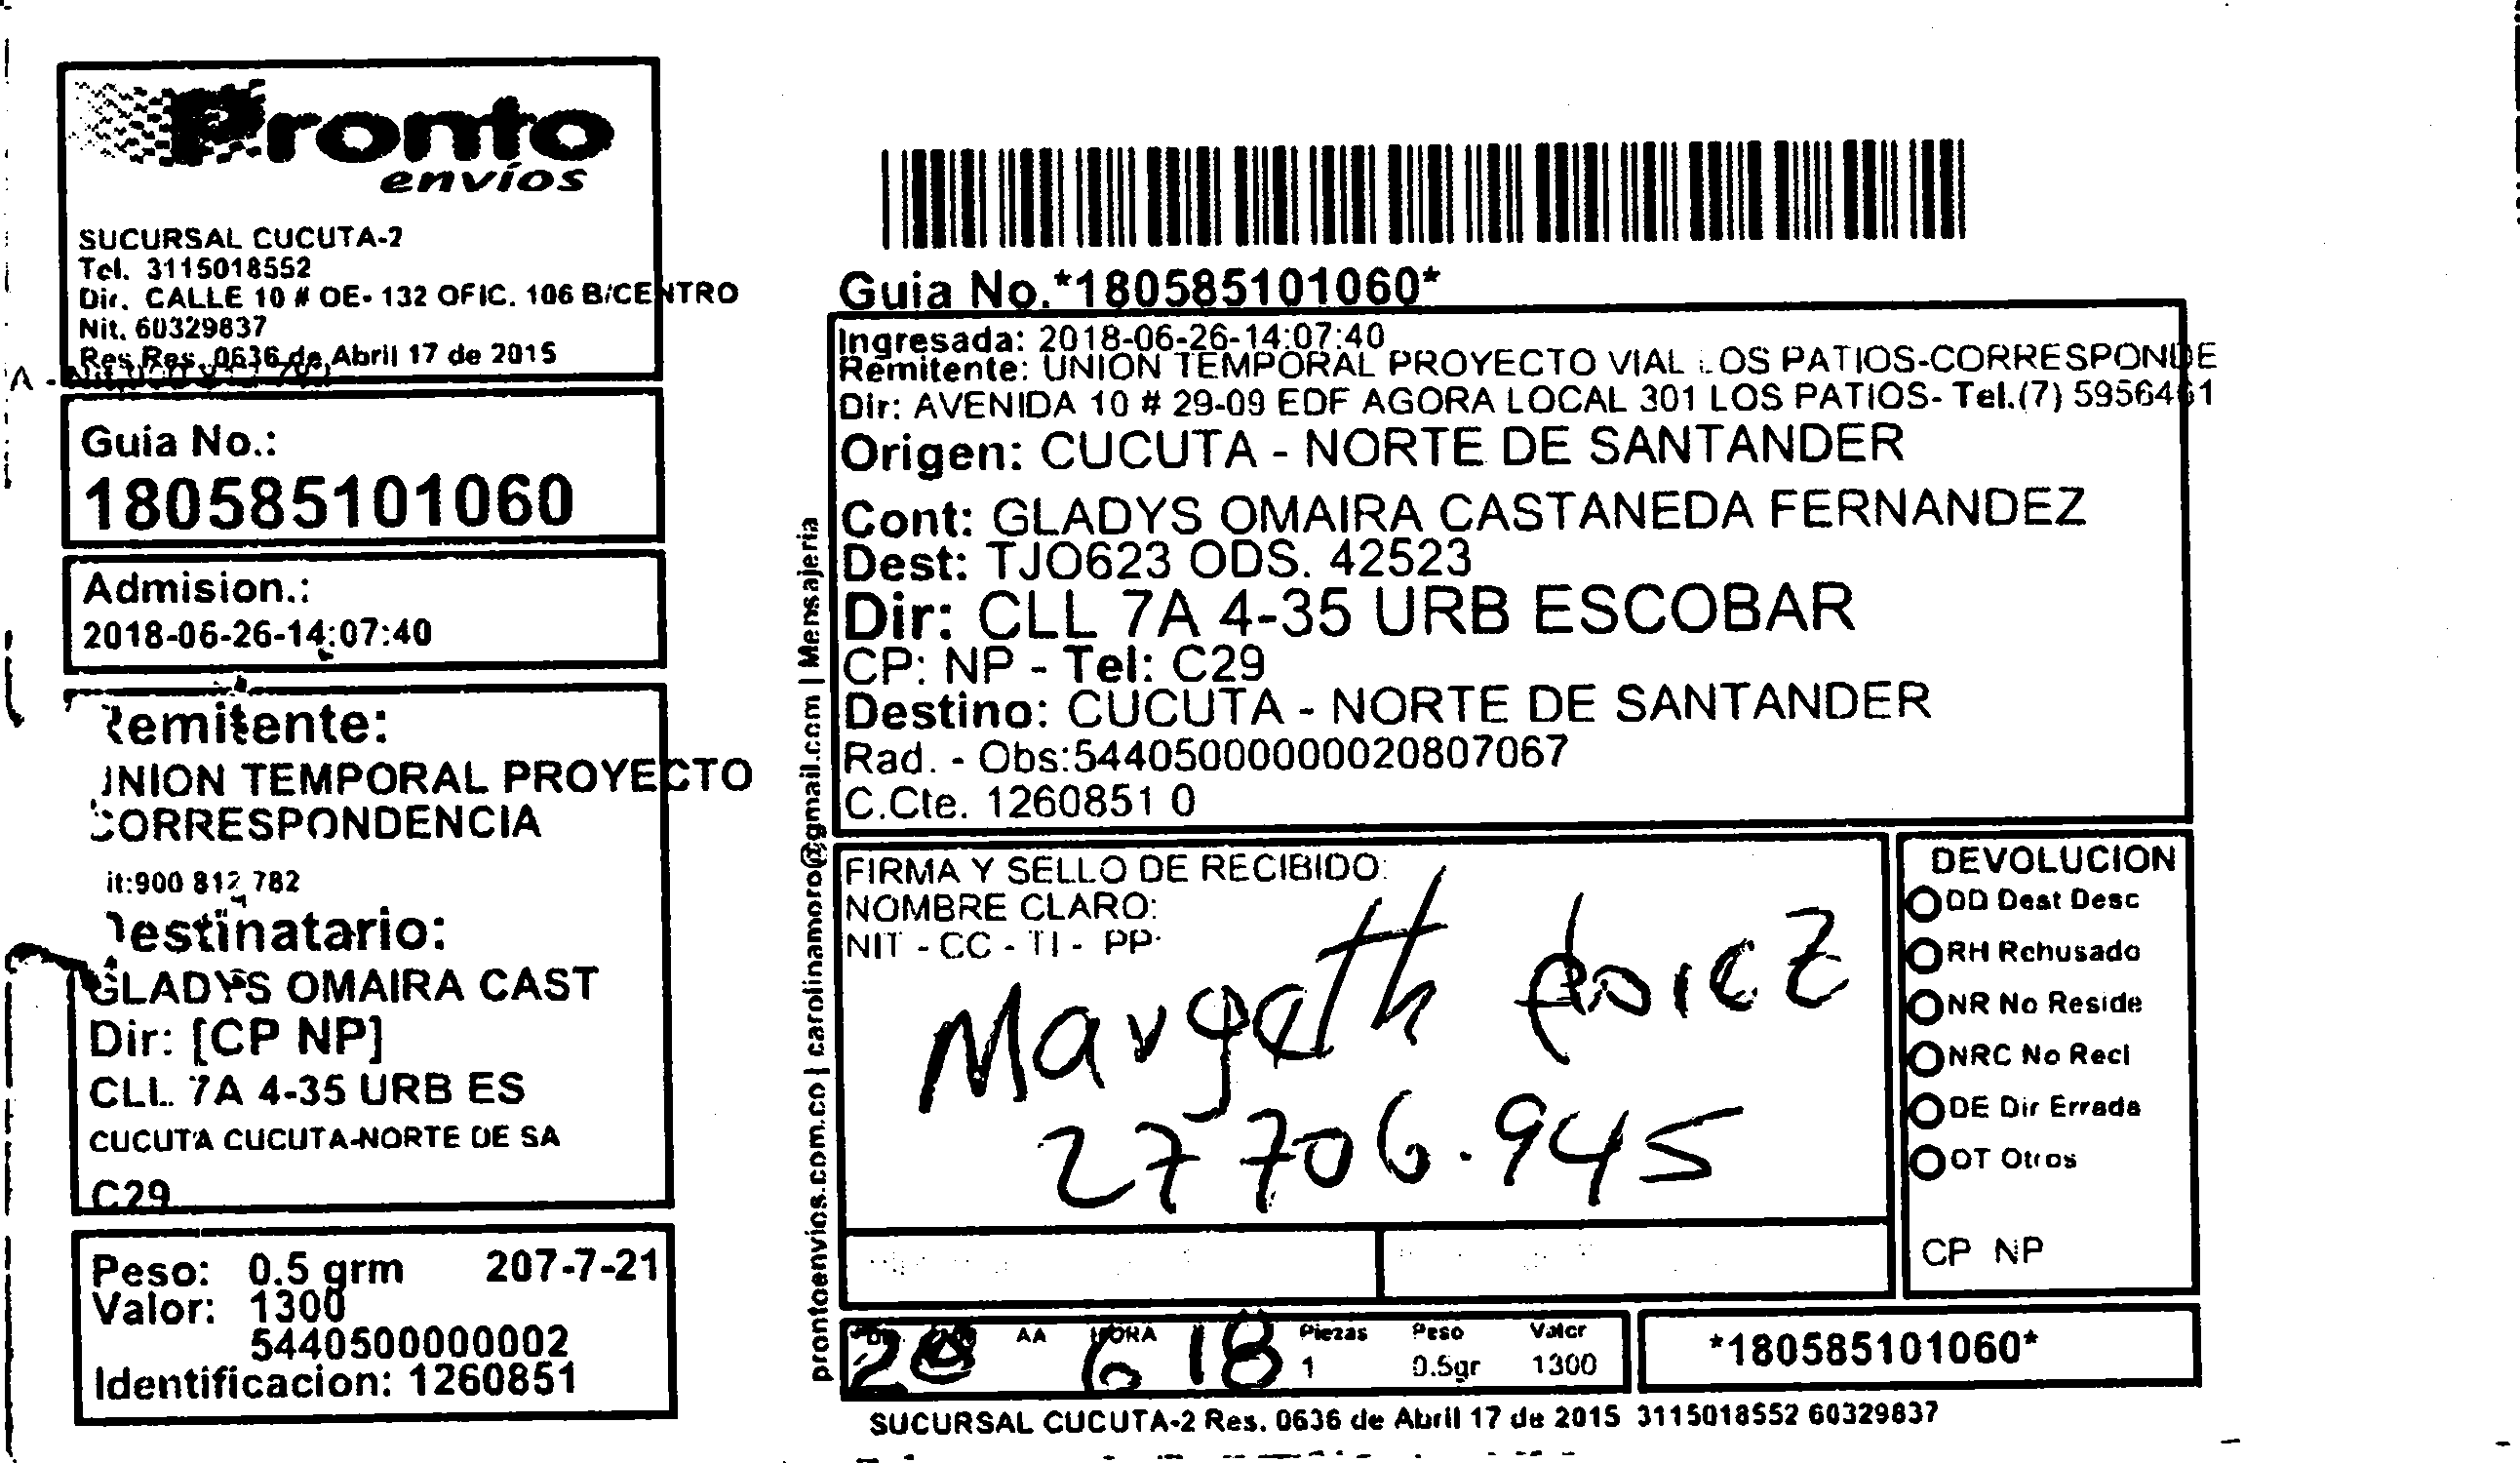 Pronto
envíos
SUCURSAL CUCUTA-2
Tel. 3115018552
Dir. CALLE 10 # OE- 132 OFIC. 106 B/CENTRO
Nit. 60329837
Res Res. 0636 de Abril 17 de 2015
Guia No.:
180585101060
Admision.:
2018-06-26-14:07:40
Remitente:
UNION TEMPORAL PROYECTO
CORRESPONDENCIA
it:900 812 782
Destinatario:
GLADYS OMAIRA CAST
Dir: [CP NP]
CLL 7A 4-35 URB ES
CUCUTA CUCUTA-NORTE DE SA
C29
Peso: 0.5 grm 207-7-21
Valor: 1300
5440500000002
Identificacion: 1260851
prontoenvios.com.co | carolinamoro@gmail.com | Mensajeria
Guia No.*180585101060*
Ingresada: 2018-06-26-14:07:40
Remitente: UNION TEMPORAL PROYECTO VIAL LOS PATIOS-CORRESPONDE
Dir: AVENIDA 10 # 29-09 EDF AGORA LOCAL 301 LOS PATIOS- Tel.(7) 5956461
Origen: CUCUTA - NORTE DE SANTANDER
Cont: GLADYS OMAIRA CASTANEDA FERNANDEZ
Dest: TJO623 ODS. 42523
Dir: CLL 7A 4-35 URB ESCOBAR
CP: NP - Tel: C29
Destino: CUCUTA - NORTE DE SANTANDER
Rad. - Obs:54405000000020807067
C.Cte. 1260851 0
FIRMA Y SELLO DE RECIBIDO:
NOMBRE CLARO:
NIT - CC - TI - PP
27706.945
DEVOLUCION
DD Dest Desc
RH Rehusado
NR No Reside
NRC No Recl
DE Dir Errada
OT Otros
CP NP
AA HORA Piezas Peso Valor
28 6 18 1 0.5gr 1300
*180585101060*
SUCURSAL CUCUTA-2 Res. 0636 de Abril 17 de 2015 3115018552 60329837